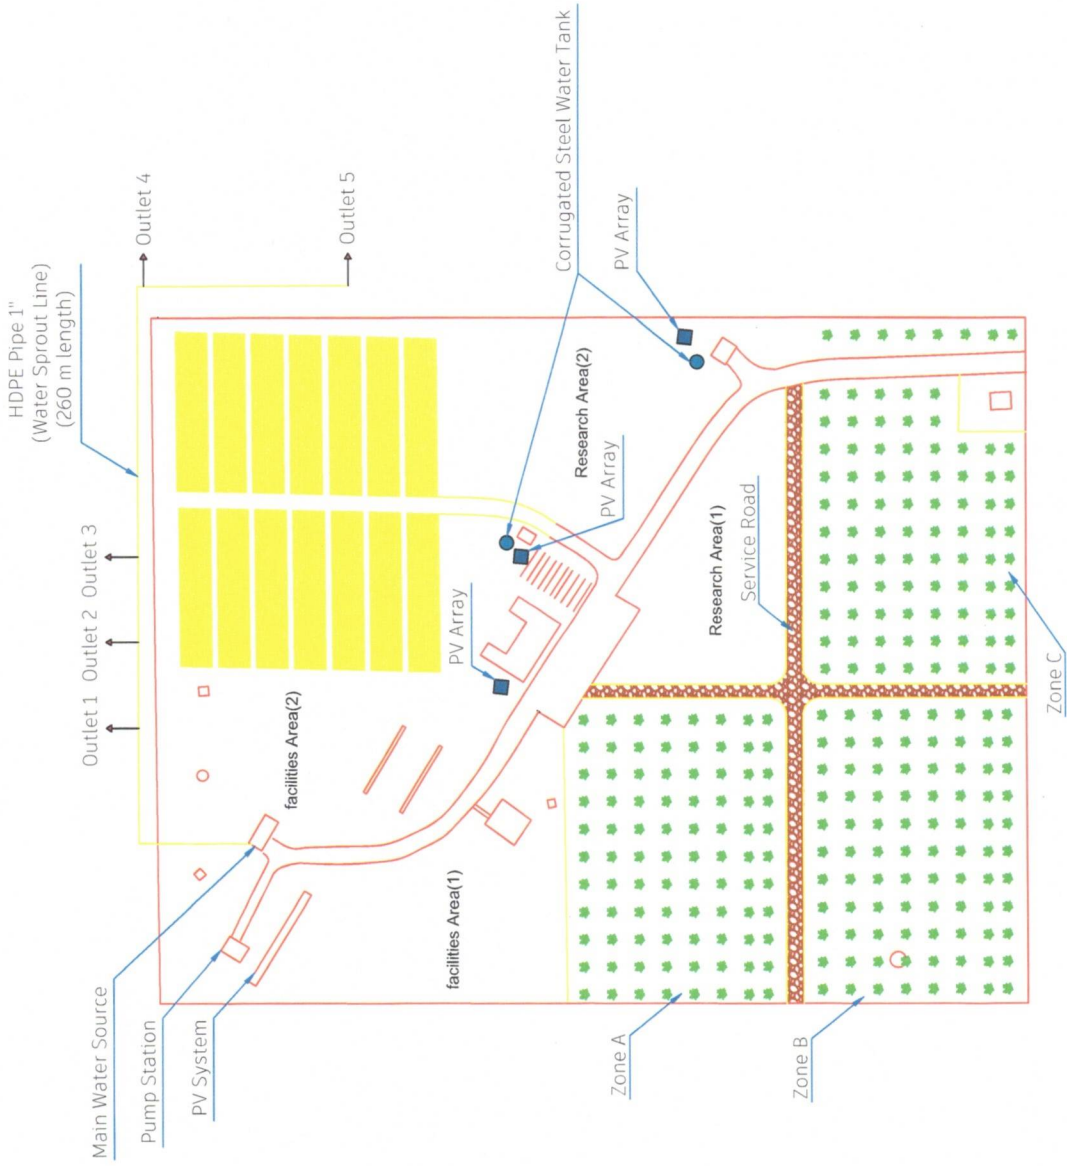 Main Water Source
Pump Station
PV System
Outlet 1
Outlet 2
Outlet 3
HDPE Pipe 1"
(Water Sprout Line)
(260 m length)
Outlet 4
Outlet 5
facilities Area(2)
facilities Area(1)
PV Array
PV Array
Research Area(2)
Corrugated Steel Water Tank
PV Array
Research Area(1)
Service Road
Zone A
Zone B
Zone C